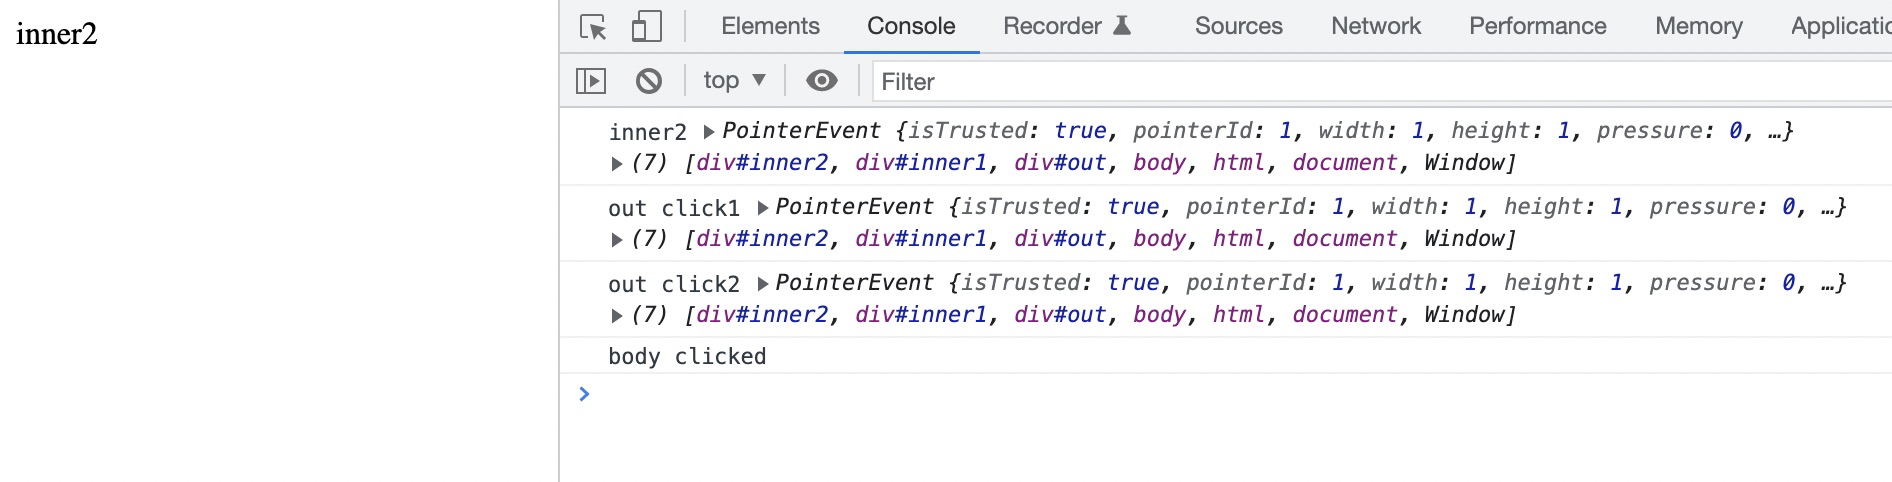 inner2
Elements Console Recorder Sources Network Performance Memory Applicatio
top ▼ Filter
inner2 ▶ PointerEvent {isTrusted: true, pointerId: 1, width: 1, height: 1, pressure: 0, …}
▶ (7) [div#inner2, div#inner1, div#out, body, html, document, Window]
out click1 ▶ PointerEvent {isTrusted: true, pointerId: 1, width: 1, height: 1, pressure: 0, …}
▶ (7) [div#inner2, div#inner1, div#out, body, html, document, Window]
out click2 ▶ PointerEvent {isTrusted: true, pointerId: 1, width: 1, height: 1, pressure: 0, …}
▶ (7) [div#inner2, div#inner1, div#out, body, html, document, Window]
body clicked